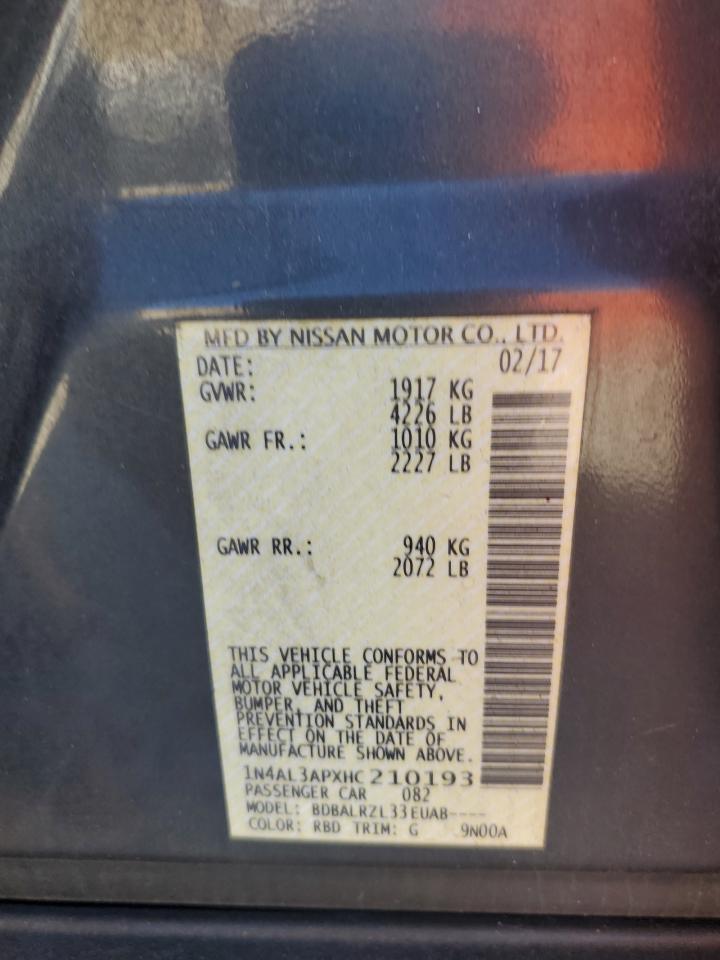 MFD BY NISSAN MOTOR CO., LTD.
DATE: 02/17
GVWR: 1917 KG
4226 LB
GAWR FR.: 1010 KG
2227 LB
GAWR RR.: 940 KG
2072 LB
THIS VEHICLE CONFORMS TO
ALL APPLICABLE FEDERAL
MOTOR VEHICLE SAFETY,
BUMPER, AND THEFT
PREVENTION STANDARDS IN
EFFECT ON THE DATE OF
MANUFACTURE SHOWN ABOVE.
1N4AL3APXHC210193
PASSENGER CAR 082
MODEL: BDBALRZL33EUAB----
COLOR: RBD TRIM: G 9N00A